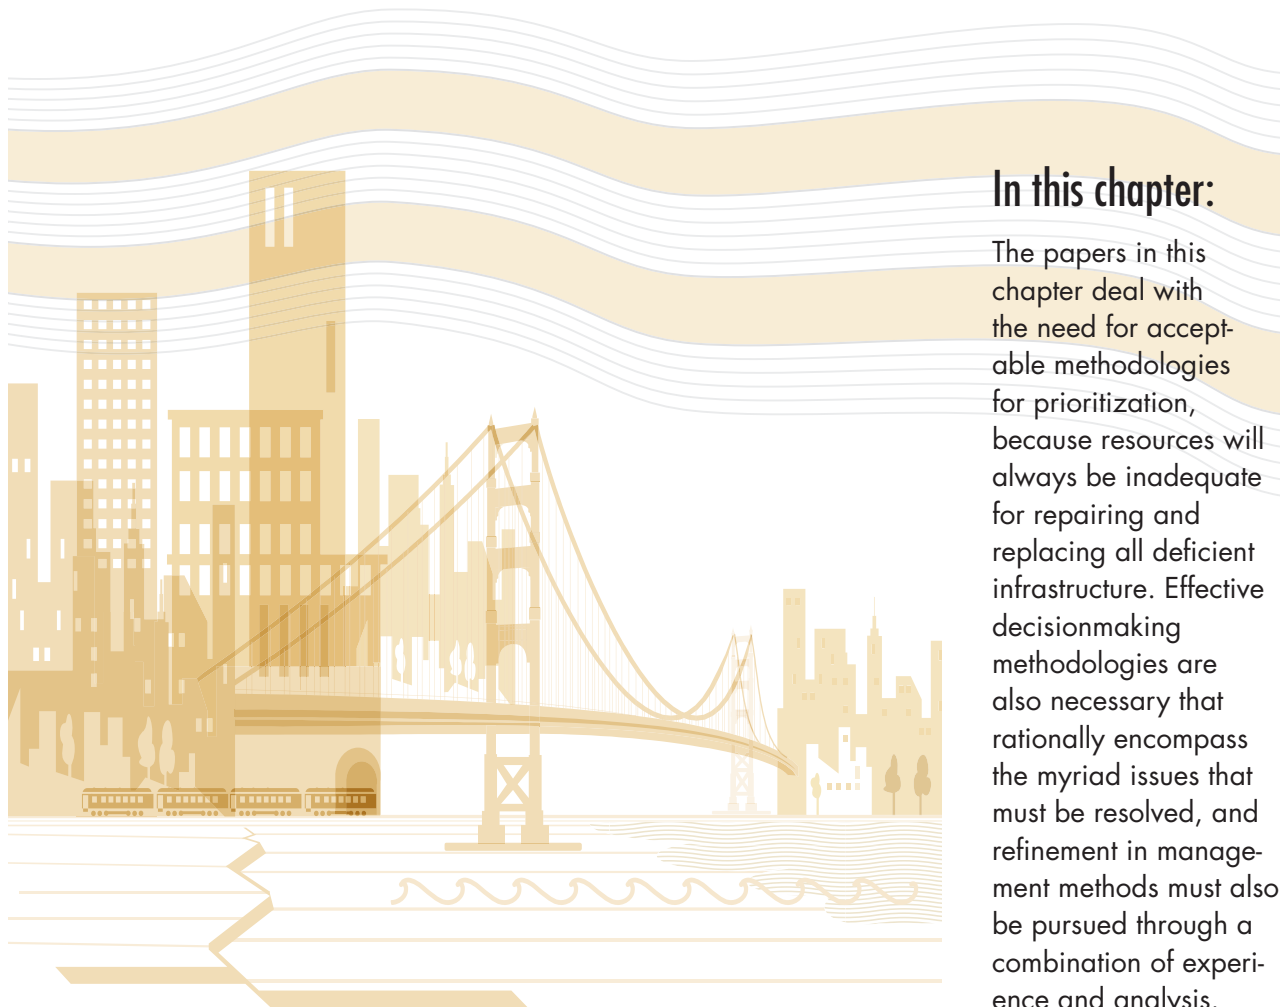 In this chapter:
The papers in this
chapter deal with
the need for accept-
able methodologies
for prioritization,
because resources will
always be inadequate
for repairing and
replacing all deficient
infrastructure. Effective
decisionmaking
methodologies are
also necessary that
rationally encompass
the myriad issues that
must be resolved, and
refinement in manage-
ment methods must also
be pursued through a
combination of experi-
ence and analysis.